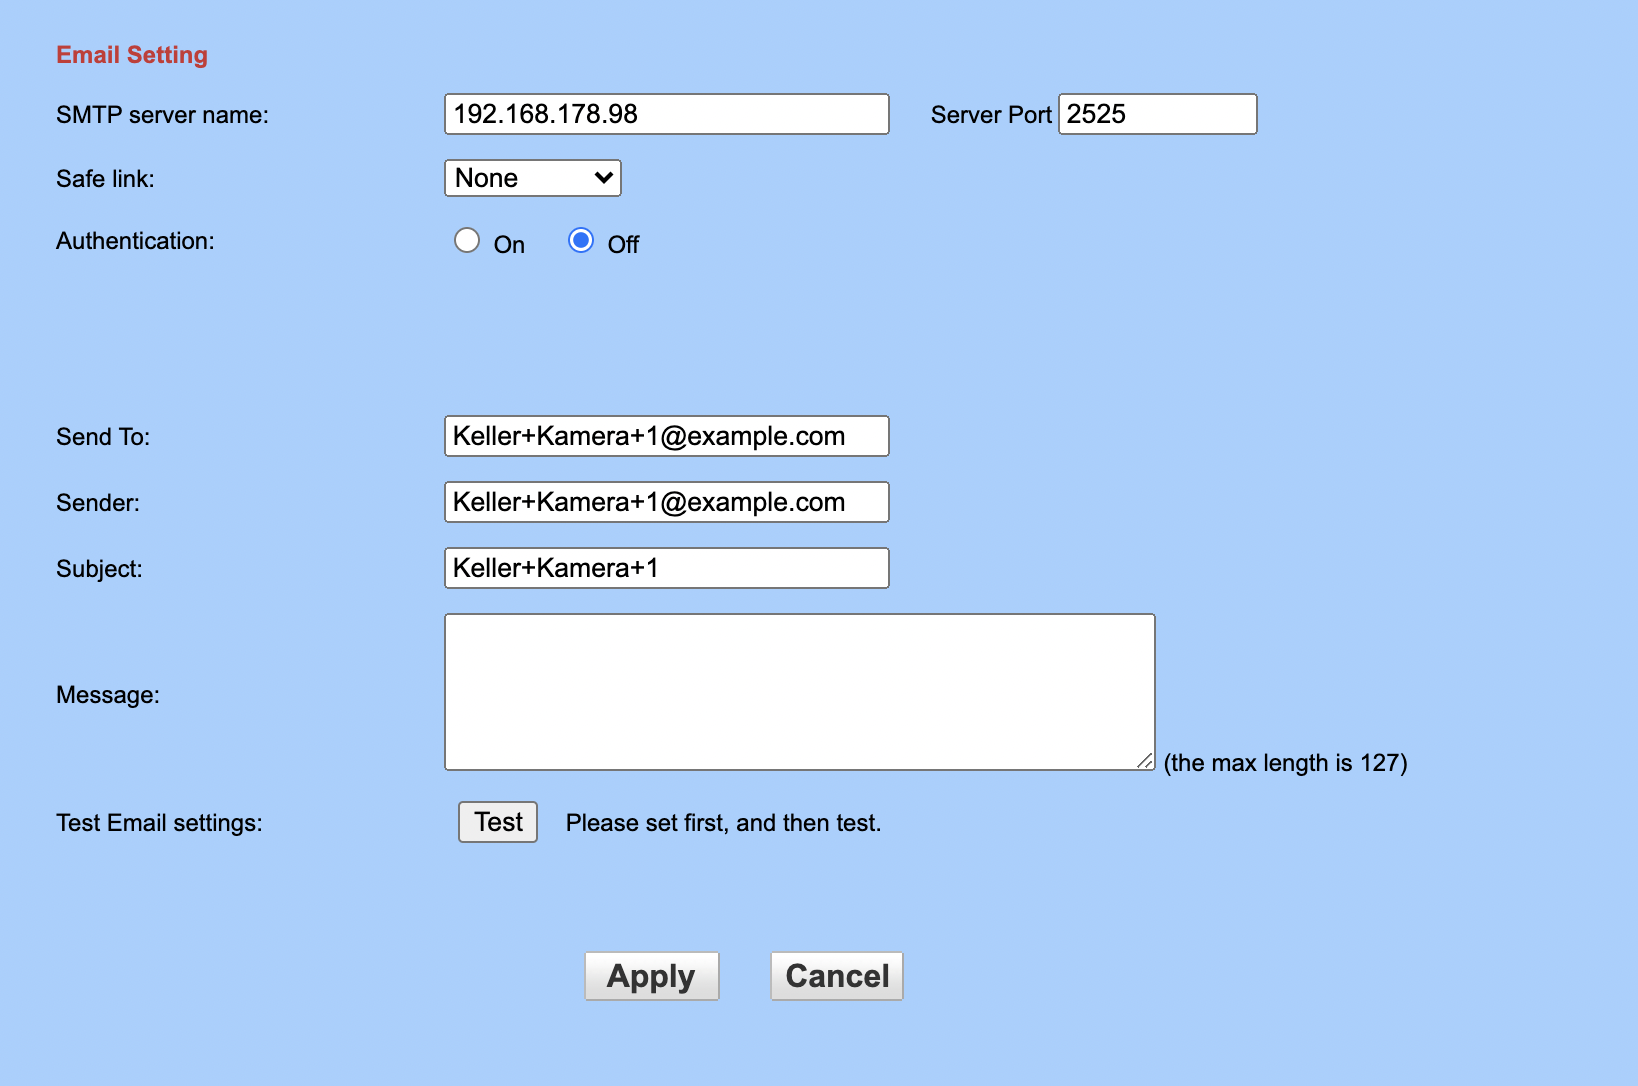 Email Setting
SMTP server name: 192.168.178.98 Server Port 2525
Safe link: None
Authentication: On Off
Send To: Keller+Kamera+1@example.com
Sender: Keller+Kamera+1@example.com
Subject: Keller+Kamera+1
Message: (the max length is 127)
Test Email settings: Test Please set first, and then test.
Apply Cancel